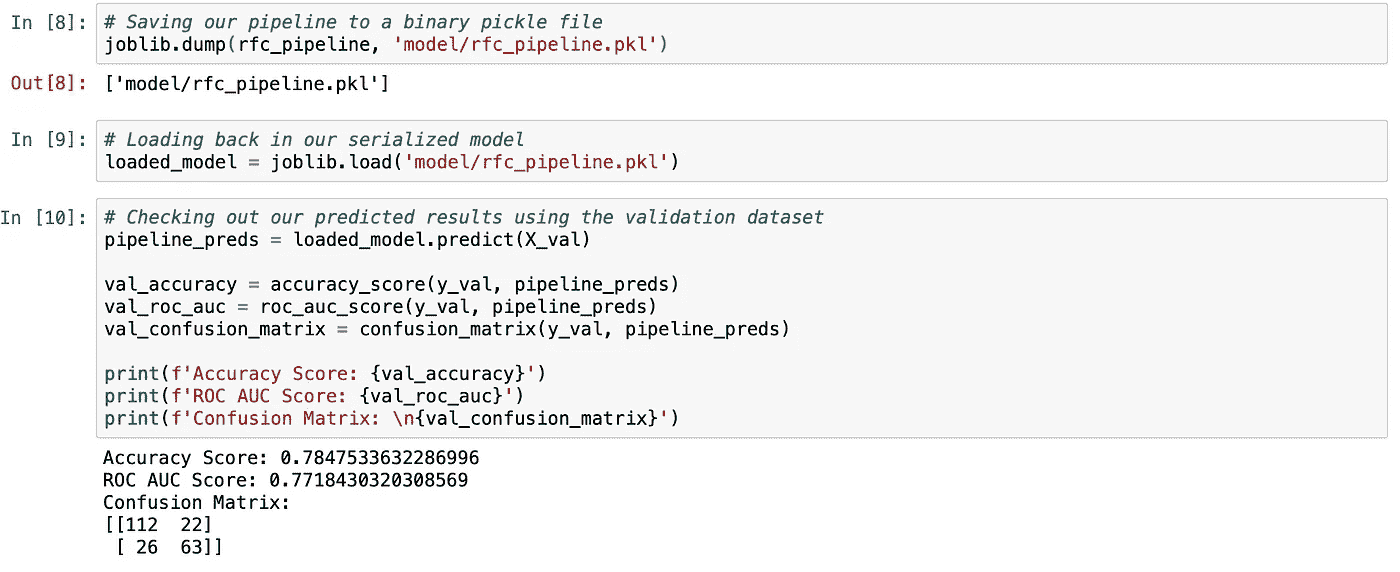 In [8]: # Saving our pipeline to a binary pickle file
joblib.dump(rfc_pipeline, 'model/rfc_pipeline.pkl')
Out[8]: ['model/rfc_pipeline.pkl']
In [9]: # Loading back in our serialized model
loaded_model = joblib.load('model/rfc_pipeline.pkl')
In [10]: # Checking out our predicted results using the validation dataset
pipeline_preds = loaded_model.predict(X_val)
val_accuracy = accuracy_score(y_val, pipeline_preds)
val_roc_auc = roc_auc_score(y_val, pipeline_preds)
val_confusion_matrix = confusion_matrix(y_val, pipeline_preds)
print(f'Accuracy Score: {val_accuracy}')
print(f'ROC AUC Score: {val_roc_auc}')
print(f'Confusion Matrix: \n{val_confusion_matrix}')
Accuracy Score: 0.7847533632286996
ROC AUC Score: 0.7718430320308569
Confusion Matrix:
[[112  22]
 [ 26  63]]